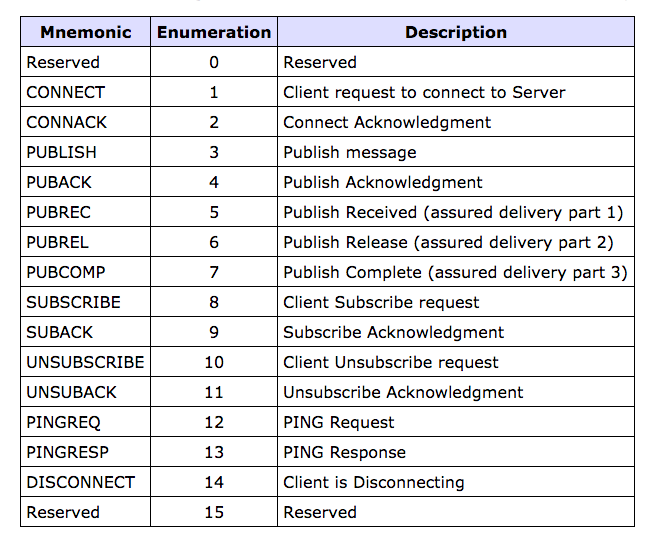 Mnemonic Enumeration Description
Reserved 0 Reserved
CONNECT 1 Client request to connect to Server
CONNACK 2 Connect Acknowledgment
PUBLISH 3 Publish message
PUBACK 4 Publish Acknowledgment
PUBREC 5 Publish Received (assured delivery part 1)
PUBREL 6 Publish Release (assured delivery part 2)
PUBCOMP 7 Publish Complete (assured delivery part 3)
SUBSCRIBE 8 Client Subscribe request
SUBACK 9 Subscribe Acknowledgment
UNSUBSCRIBE 10 Client Unsubscribe request
UNSUBACK 11 Unsubscribe Acknowledgment
PINGREQ 12 PING Request
PINGRESP 13 PING Response
DISCONNECT 14 Client is Disconnecting
Reserved 15 Reserved